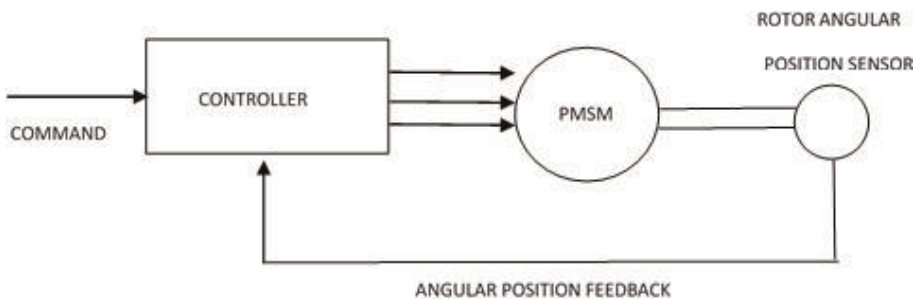 ROTOR ANGULAR
POSITION SENSOR
CONTROLLER
PMSM
COMMAND
ANGULAR POSITION FEEDBACK